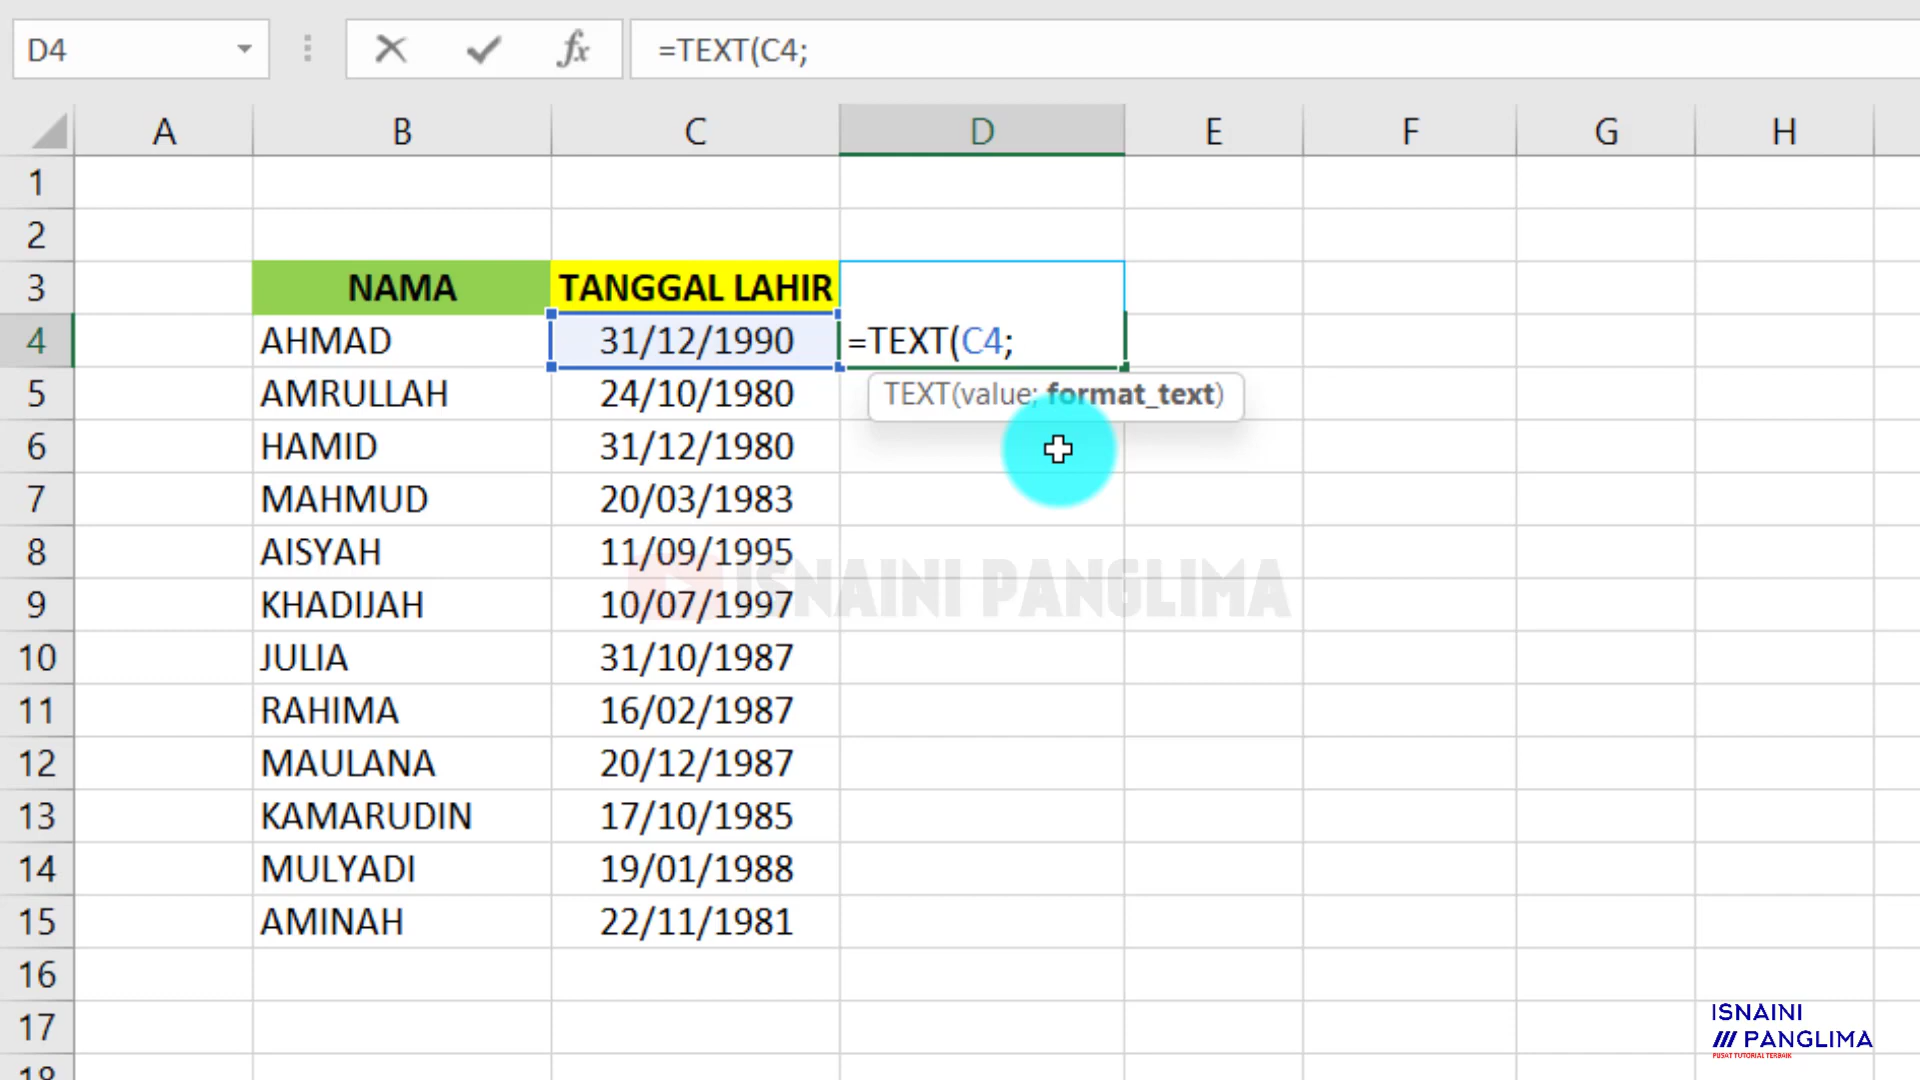 D4 fx =TEXT(C4;
A B C D E F G H
1
2
3 NAMA TANGGAL LAHIR
4 AHMAD 31/12/1990 =TEXT(C4;
TEXT(value; format_text)
5 AMRULLAH 24/10/1980
6 HAMID 31/12/1980
7 MAHMUD 20/03/1983
8 AISYAH 11/09/1995
ISNAINI PANGLIMA
9 KHADIJAH 10/07/1997
10 JULIA 31/10/1987
11 RAHIMA 16/02/1987
12 MAULANA 20/12/1987
13 KAMARUDIN 17/10/1985
14 MULYADI 19/01/1988
15 AMINAH 22/11/1981
16
17
18
ISNAINI
PANGLIMA
PUSAT TUTORIAL TERBAIK